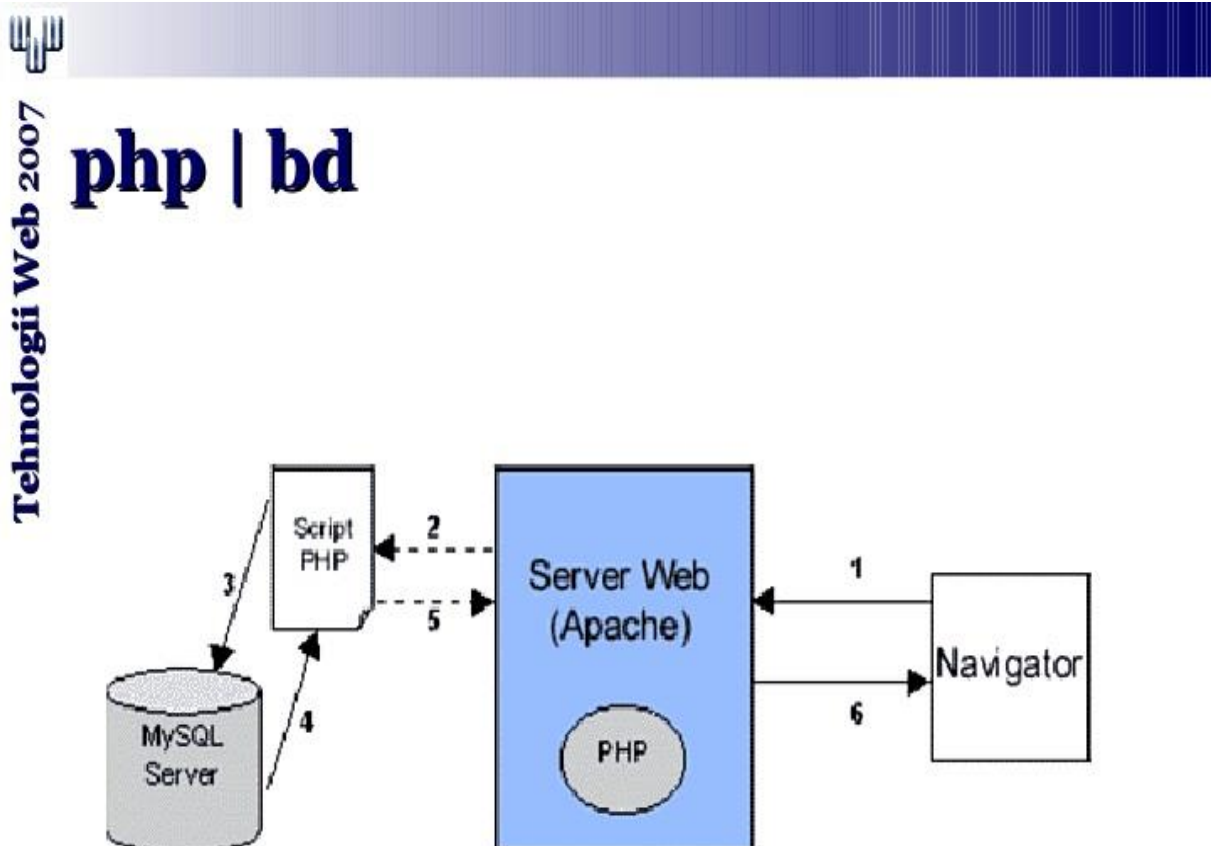 Tehnologii Web 2007
php | bd
Script
PHP
2
5
3
4
MySQL
Server
Server Web
(Apache)
PHP
1
6
Navigator